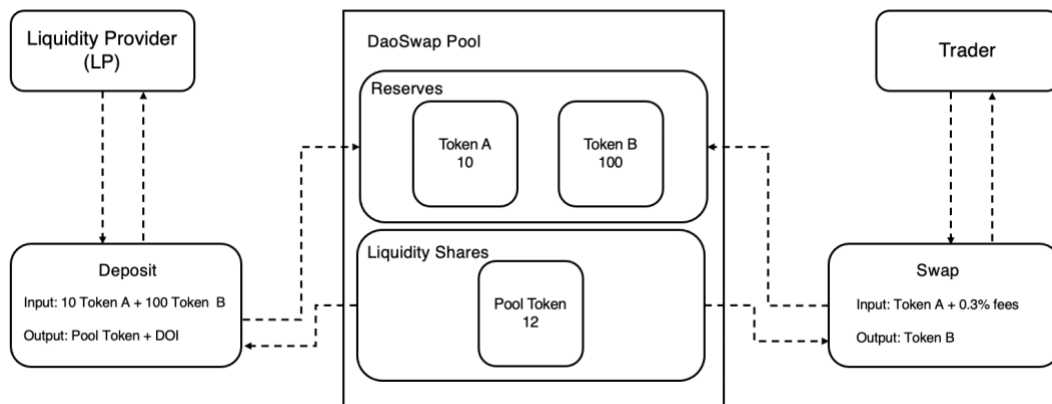 Liquidity Provider
(LP)
DaoSwap Pool
Trader
Reserves
Token A
10
Token B
100
Deposit
Input: 10 Token A + 100 Token B
Output: Pool Token + DOI
Liquidity Shares
Pool Token
12
Swap
Input: Token A + 0.3% fees
Output: Token B